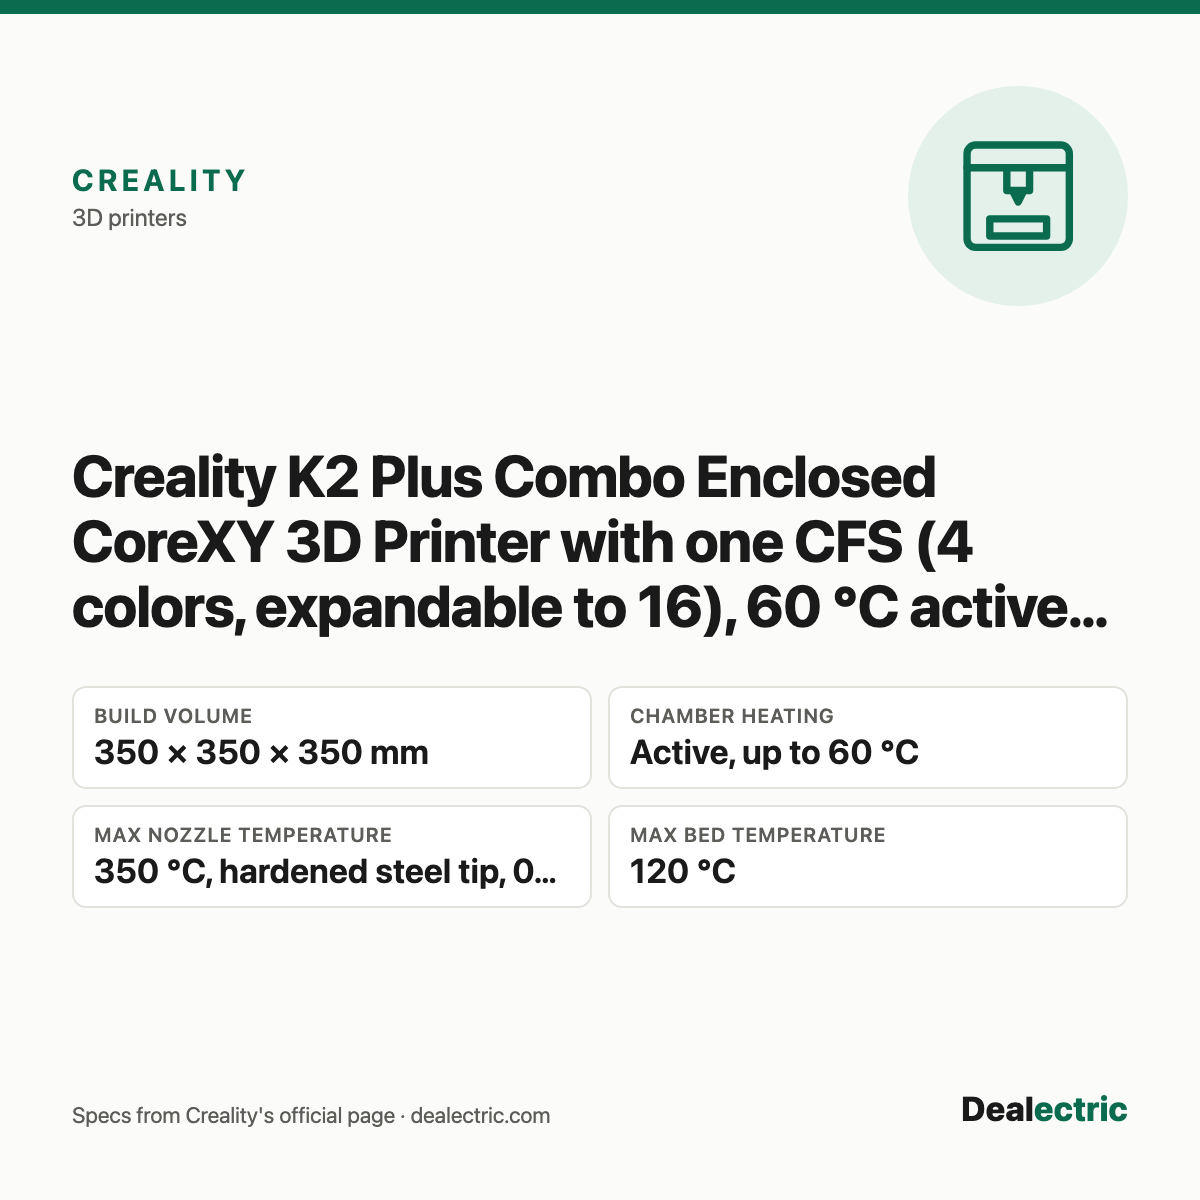 CREALITY
3D printers
Creality K2 Plus Combo Enclosed
CoreXY 3D Printer with one CFS (4
colors, expandable to 16), 60 °C active...
BUILD VOLUME
350 × 350 × 350 mm
CHAMBER HEATING
Active, up to 60 °C
MAX NOZZLE TEMPERATURE
350 °C, hardened steel tip, 0...
MAX BED TEMPERATURE
120 °C
Specs from Creality's official page · dealectric.com
Dealectric